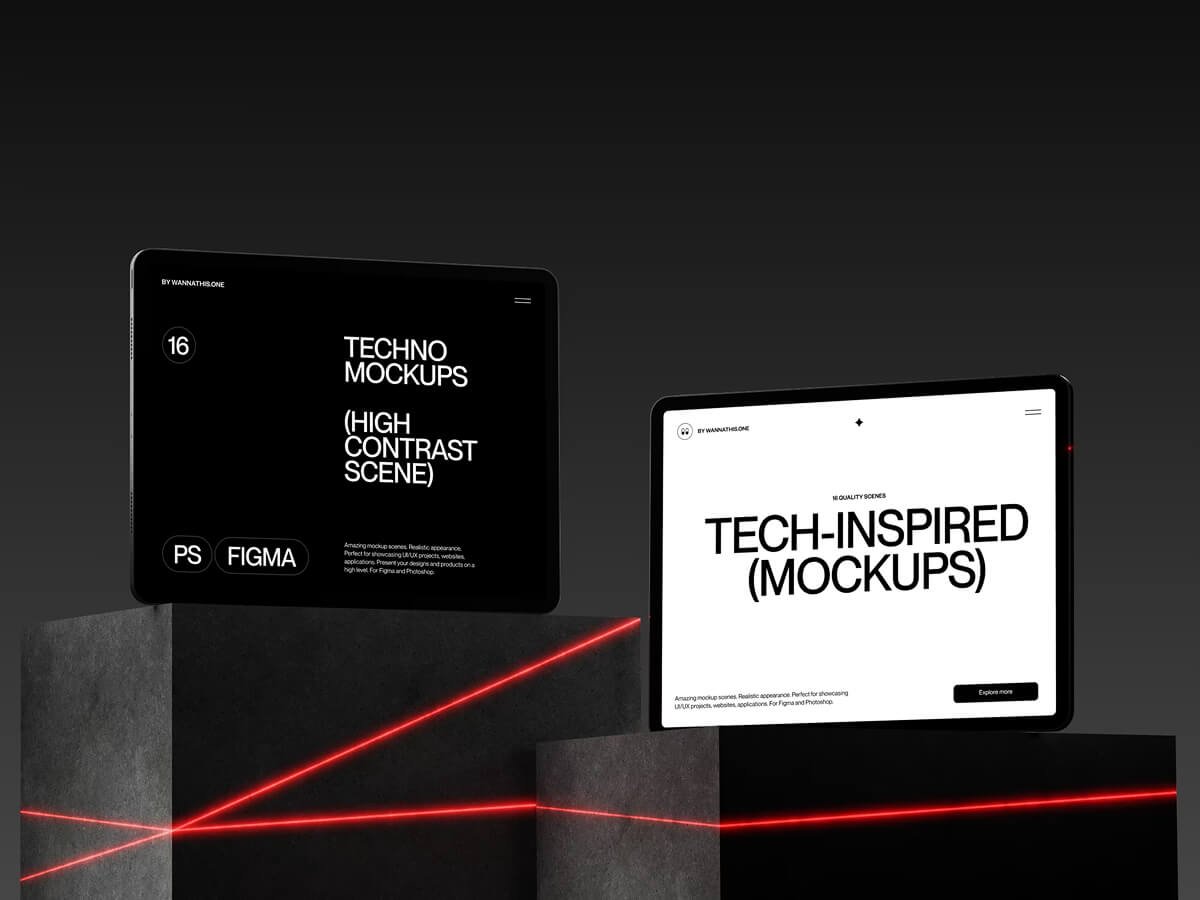 BY WANNATHIS.ONE
16
TECHNO
MOCKUPS
(HIGH
CONTRAST
SCENE)
PS
FIGMA
Amazing mockup scenes. Realistic appearance.
Perfect for showcasing UI/UX projects, websites,
applications. Present your designs and products on a
high level. For Figma and Photoshop.
BY WANNATHIS.ONE
16 QUALITY SCENES
TECH-INSPIRED
(MOCKUPS)
Amazing mockup scenes. Realistic appearance. Perfect for showcasing
UI/UX projects, websites, applications. For Figma and Photoshop.
Explore more